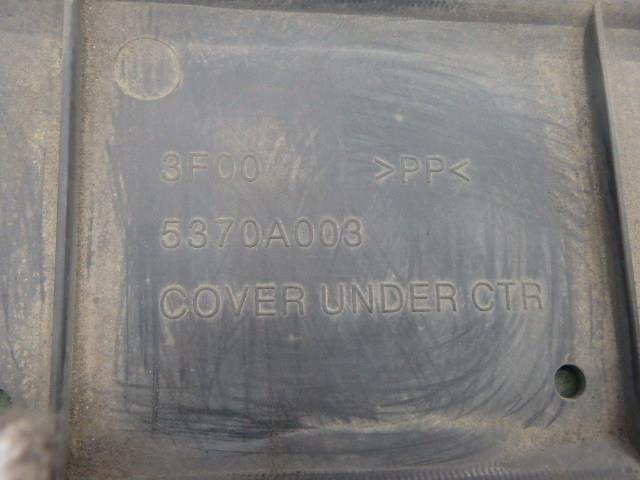 3F00 >PP<
5370A003
COVER UNDER CTR